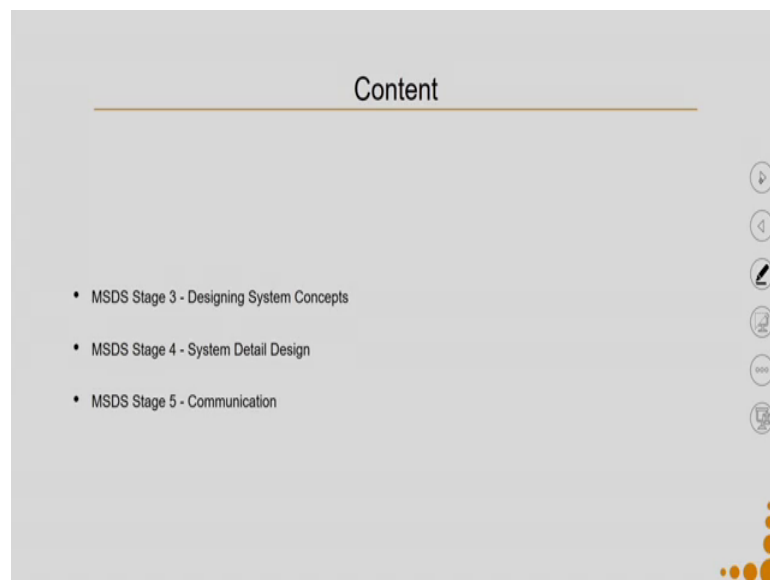 Content
• MSDS Stage 3 - Designing System Concepts
• MSDS Stage 4 - System Detail Design
• MSDS Stage 5 - Communication